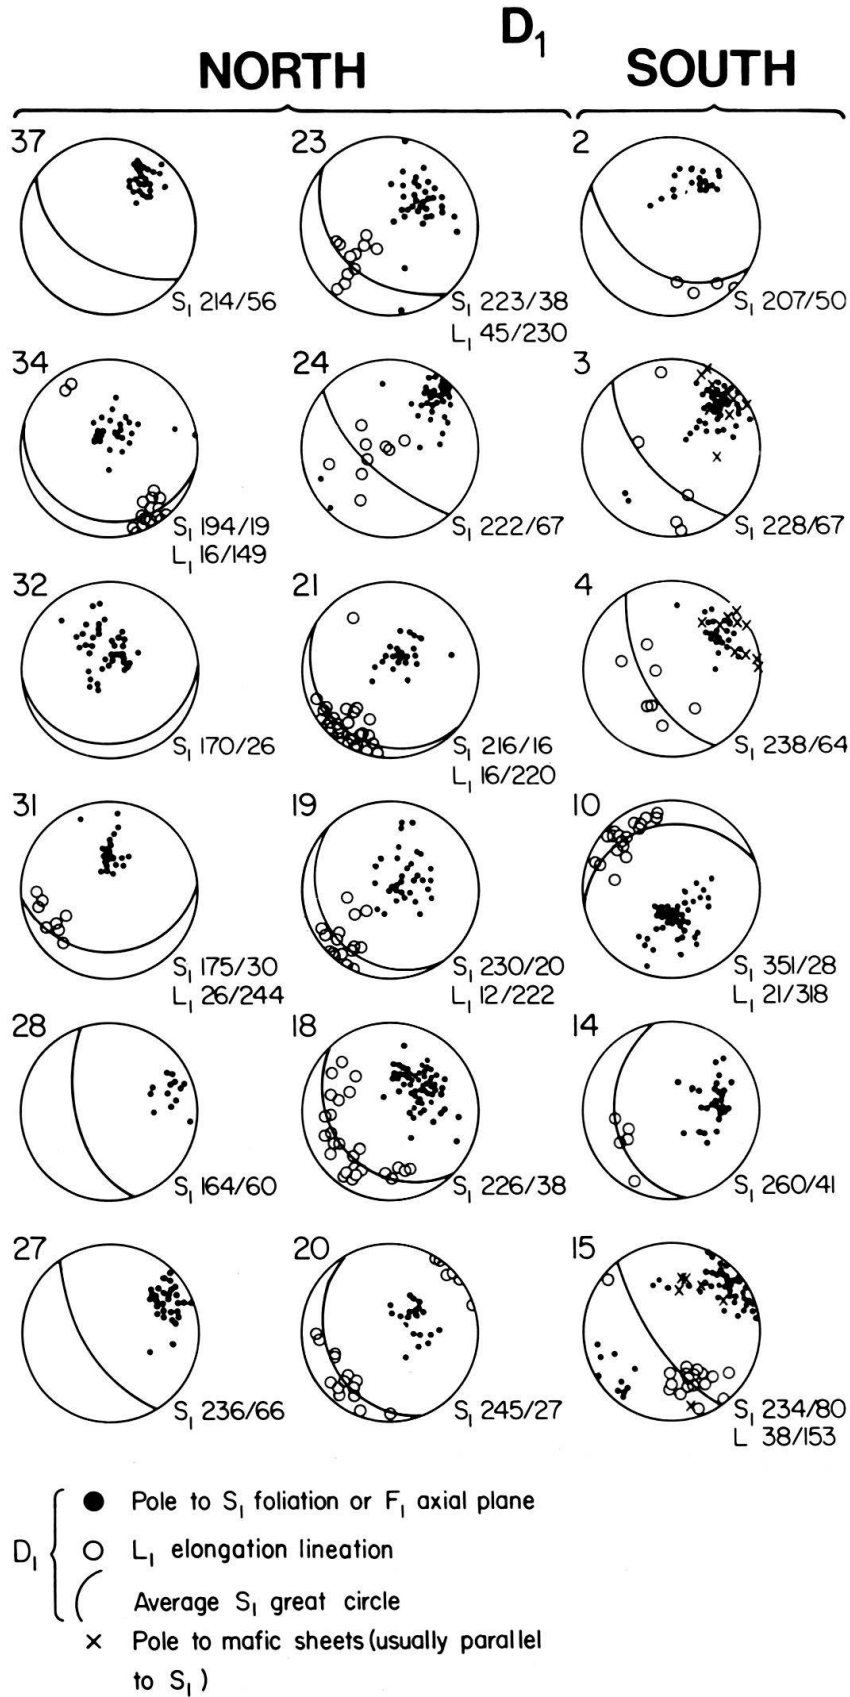 D₁
NORTH SOUTH
37 23 2
S₁ 214/56 S₁ 223/38 S₁ 207/50
L₁ 45/230
34 24 3
S₁ 194/19 S₁ 222/67 S₁ 228/67
L₁ 16/149
32 21 4
S₁ 170/26 S₁ 216/16 S₁ 238/64
L₁ 16/220
31 19 10
S₁ 175/30 S₁ 230/20 S₁ 351/28
L₁ 26/244 L₁ 12/222 L₁ 21/318
28 18 14
S₁ 164/60 S₁ 226/38 S₁ 260/41
27 20 15
S₁ 236/66 S₁ 245/27 S₁ 234/80
L 38/153
Pole to S₁ foliation or F₁ axial plane
D₁ L₁ elongation lineation
Average S₁ great circle
x Pole to mafic sheets (usually parallel
to S₁)